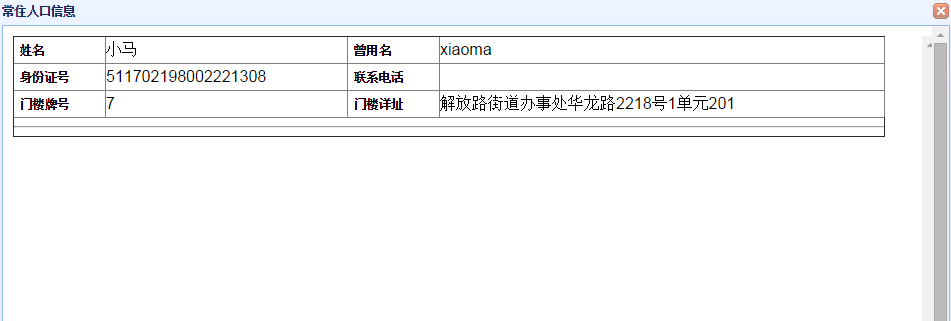 常住人口信息
姓名 小马 曾用名 xiaoma
身份证号 511702198002221308 联系电话
门楼牌号 7 门楼详址 解放路街道办事处华龙路2218号1单元201